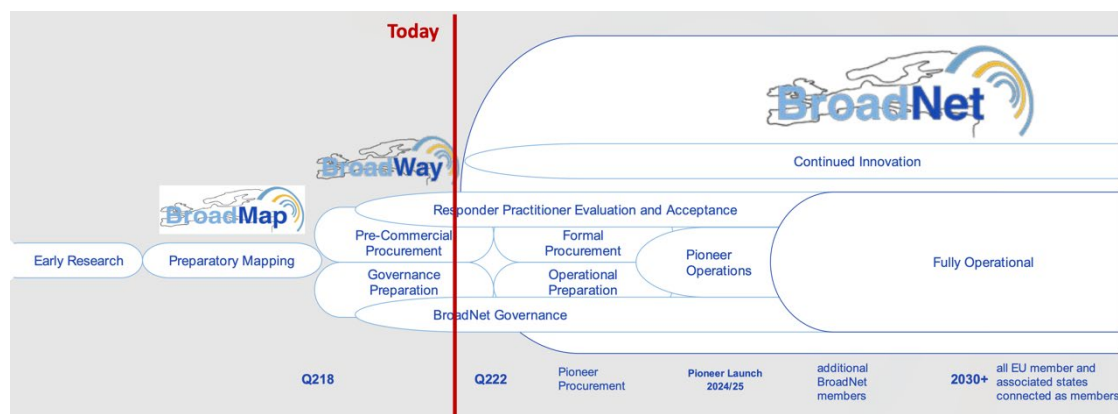 Today
BroadNet
BroadWay
Continued Innovation
BroadMap
Responder Practitioner Evaluation and Acceptance
Pre-Commercial
Procurement
Formal
Procurement
Early Research
Preparatory Mapping
Pioneer
Operations
Fully Operational
Governance
Preparation
Operational
Preparation
BroadNet Governance
Q218
Q222
Pioneer
Procurement
Pioneer Launch
2024/25
additional
BroadNet
members
2030+
all EU member and
associated states
connected as members